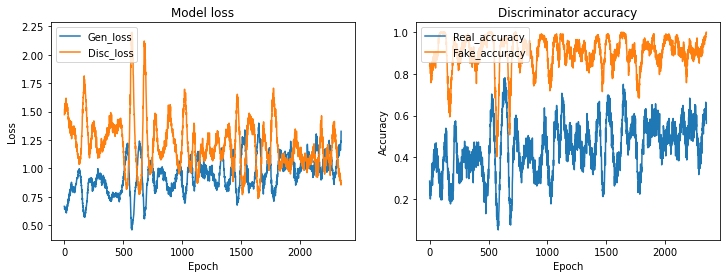 Model loss
Gen_loss
Disc_loss
2.25
2.00
1.75
1.50
1.25
1.00
0.75
0.50
Loss
0
500
1000
1500
2000
Epoch
Discriminator accuracy
Real_accuracy
Fake_accuracy
1.0
0.8
0.6
0.4
0.2
Accuracy
0
500
1000
1500
2000
Epoch